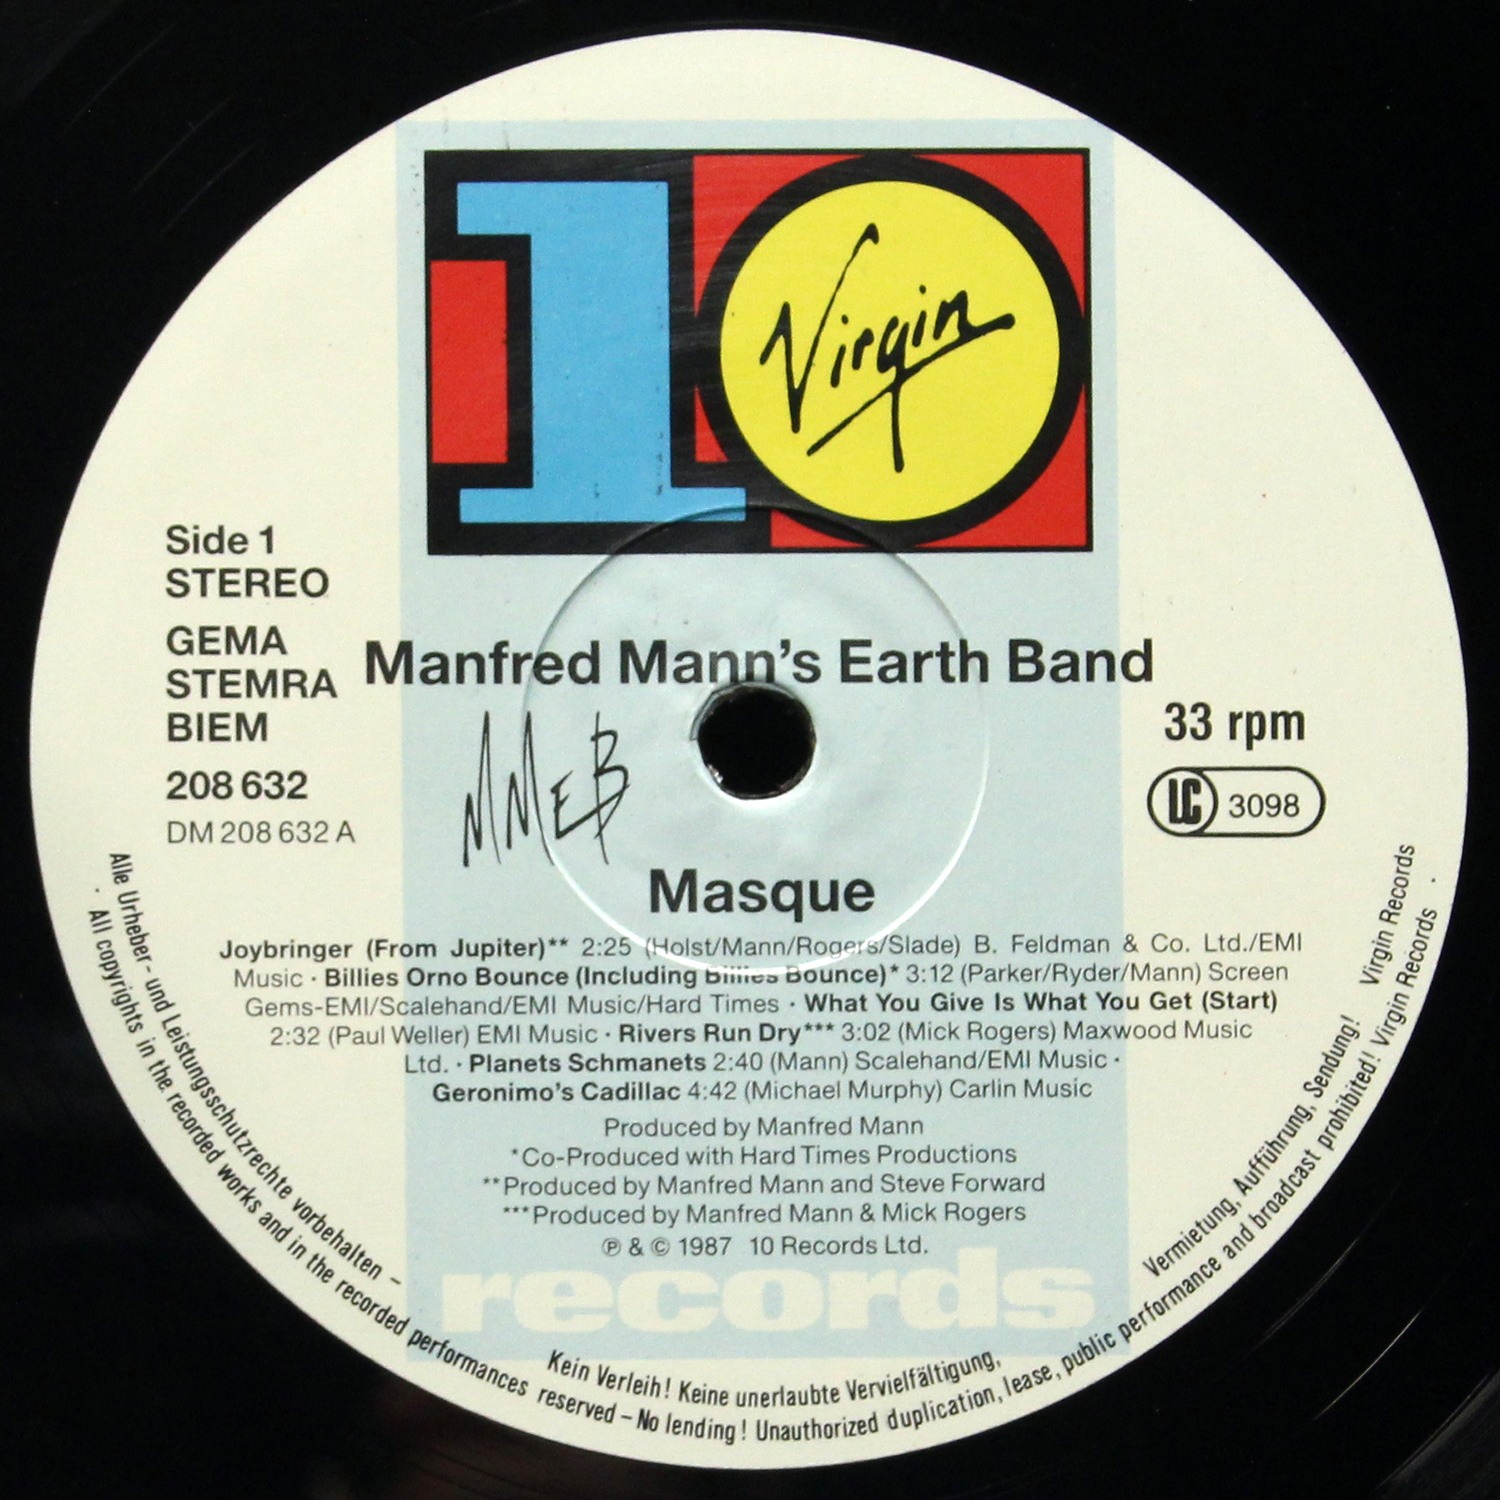 10
Virgin
Side 1
STEREO
GEMA
STEMRA
BIEM
208 632
DM 208 632 A
Manfred Mann's Earth Band
33 rpm
LC 3098
MMEB
Masque
Joybringer (From Jupiter)** 2:25 (Holst/Mann/Rogers/Slade) B. Feldman & Co. Ltd./EMI
Music · Billies Orno Bounce (Including Billies Bounce)* 3:12 (Parker/Ryder/Mann) Screen
Gems-EMI/Scalehand/EMI Music/Hard Times · What You Give Is What You Get (Start)
2:32 (Paul Weller) EMI Music · Rivers Run Dry*** 3:02 (Mick Rogers) Maxwood Music
Ltd. · Planets Schmanets 2:40 (Mann) Scalehand/EMI Music ·
Geronimo's Cadillac 4:42 (Michael Murphy) Carlin Music
Produced by Manfred Mann
*Co-Produced with Hard Times Productions
**Produced by Manfred Mann and Steve Forward
***Produced by Manfred Mann & Mick Rogers
℗ & © 1987 10 Records Ltd.
records
Alle Urheber- und Leistungsschutzrechte vorbehalten – Kein Verleih! Keine unerlaubte Vervielfältigung, Vermietung, Aufführung, Sendung! Virgin Records
· All copyrights in the recorded works and in the recorded performances reserved – No lending! Unauthorized duplication, lease, public performance and broadcast prohibited! Virgin Records ·